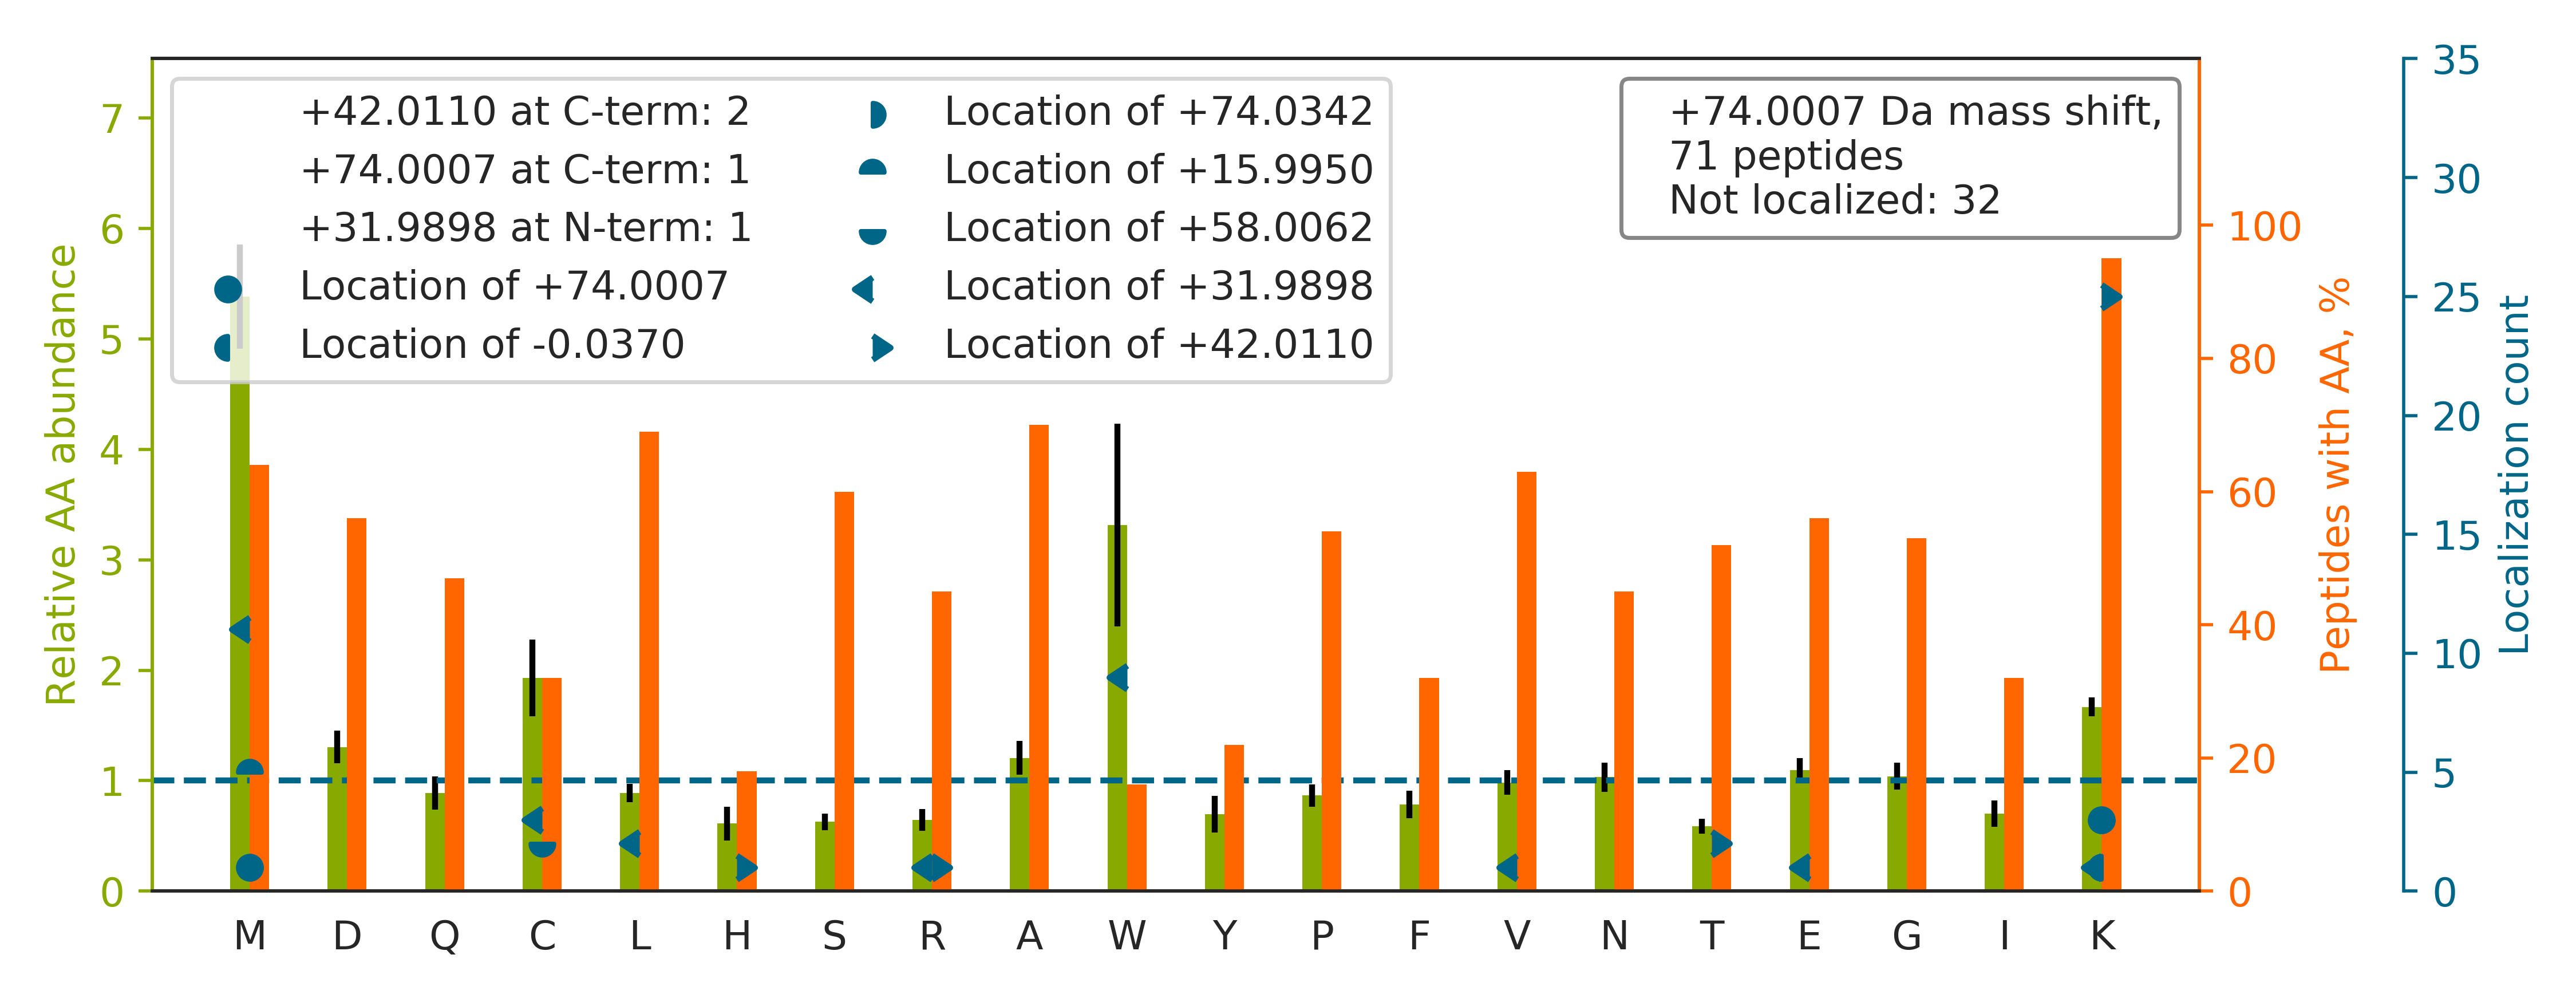 +42.0110 at C-term: 2
+74.0007 at C-term: 1
+31.9898 at N-term: 1
Location of +74.0007
Location of -0.0370
Location of +74.0342
Location of +15.9950
Location of +58.0062
Location of +31.9898
Location of +42.0110
+74.0007 Da mass shift,
71 peptides
Not localized: 32
Relative AA abundance
7
6
5
4
3
2
1
0
M D Q C L H S R A W Y P F V N T E G I K
100
80
60
40
20
0
Peptides with AA, %
35
30
25
20
15
10
5
0
Localization count